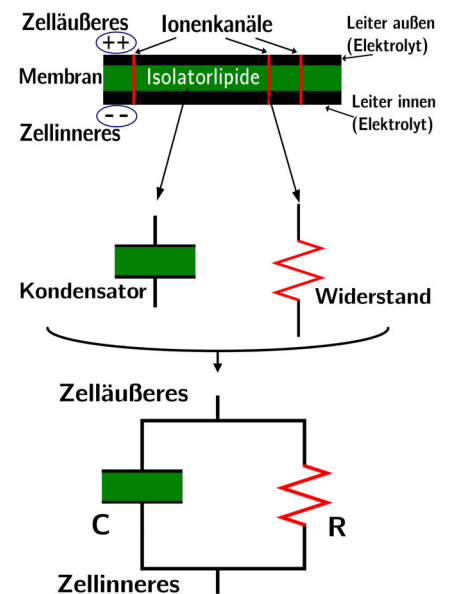 Zelläußeres
Ionenkanäle
Leiter außen
(Elektrolyt)
++
Membran
Isolatorlipide
Leiter innen
(Elektrolyt)
--
Zellinneres
Kondensator
Widerstand
Zelläußeres
C
R
Zellinneres